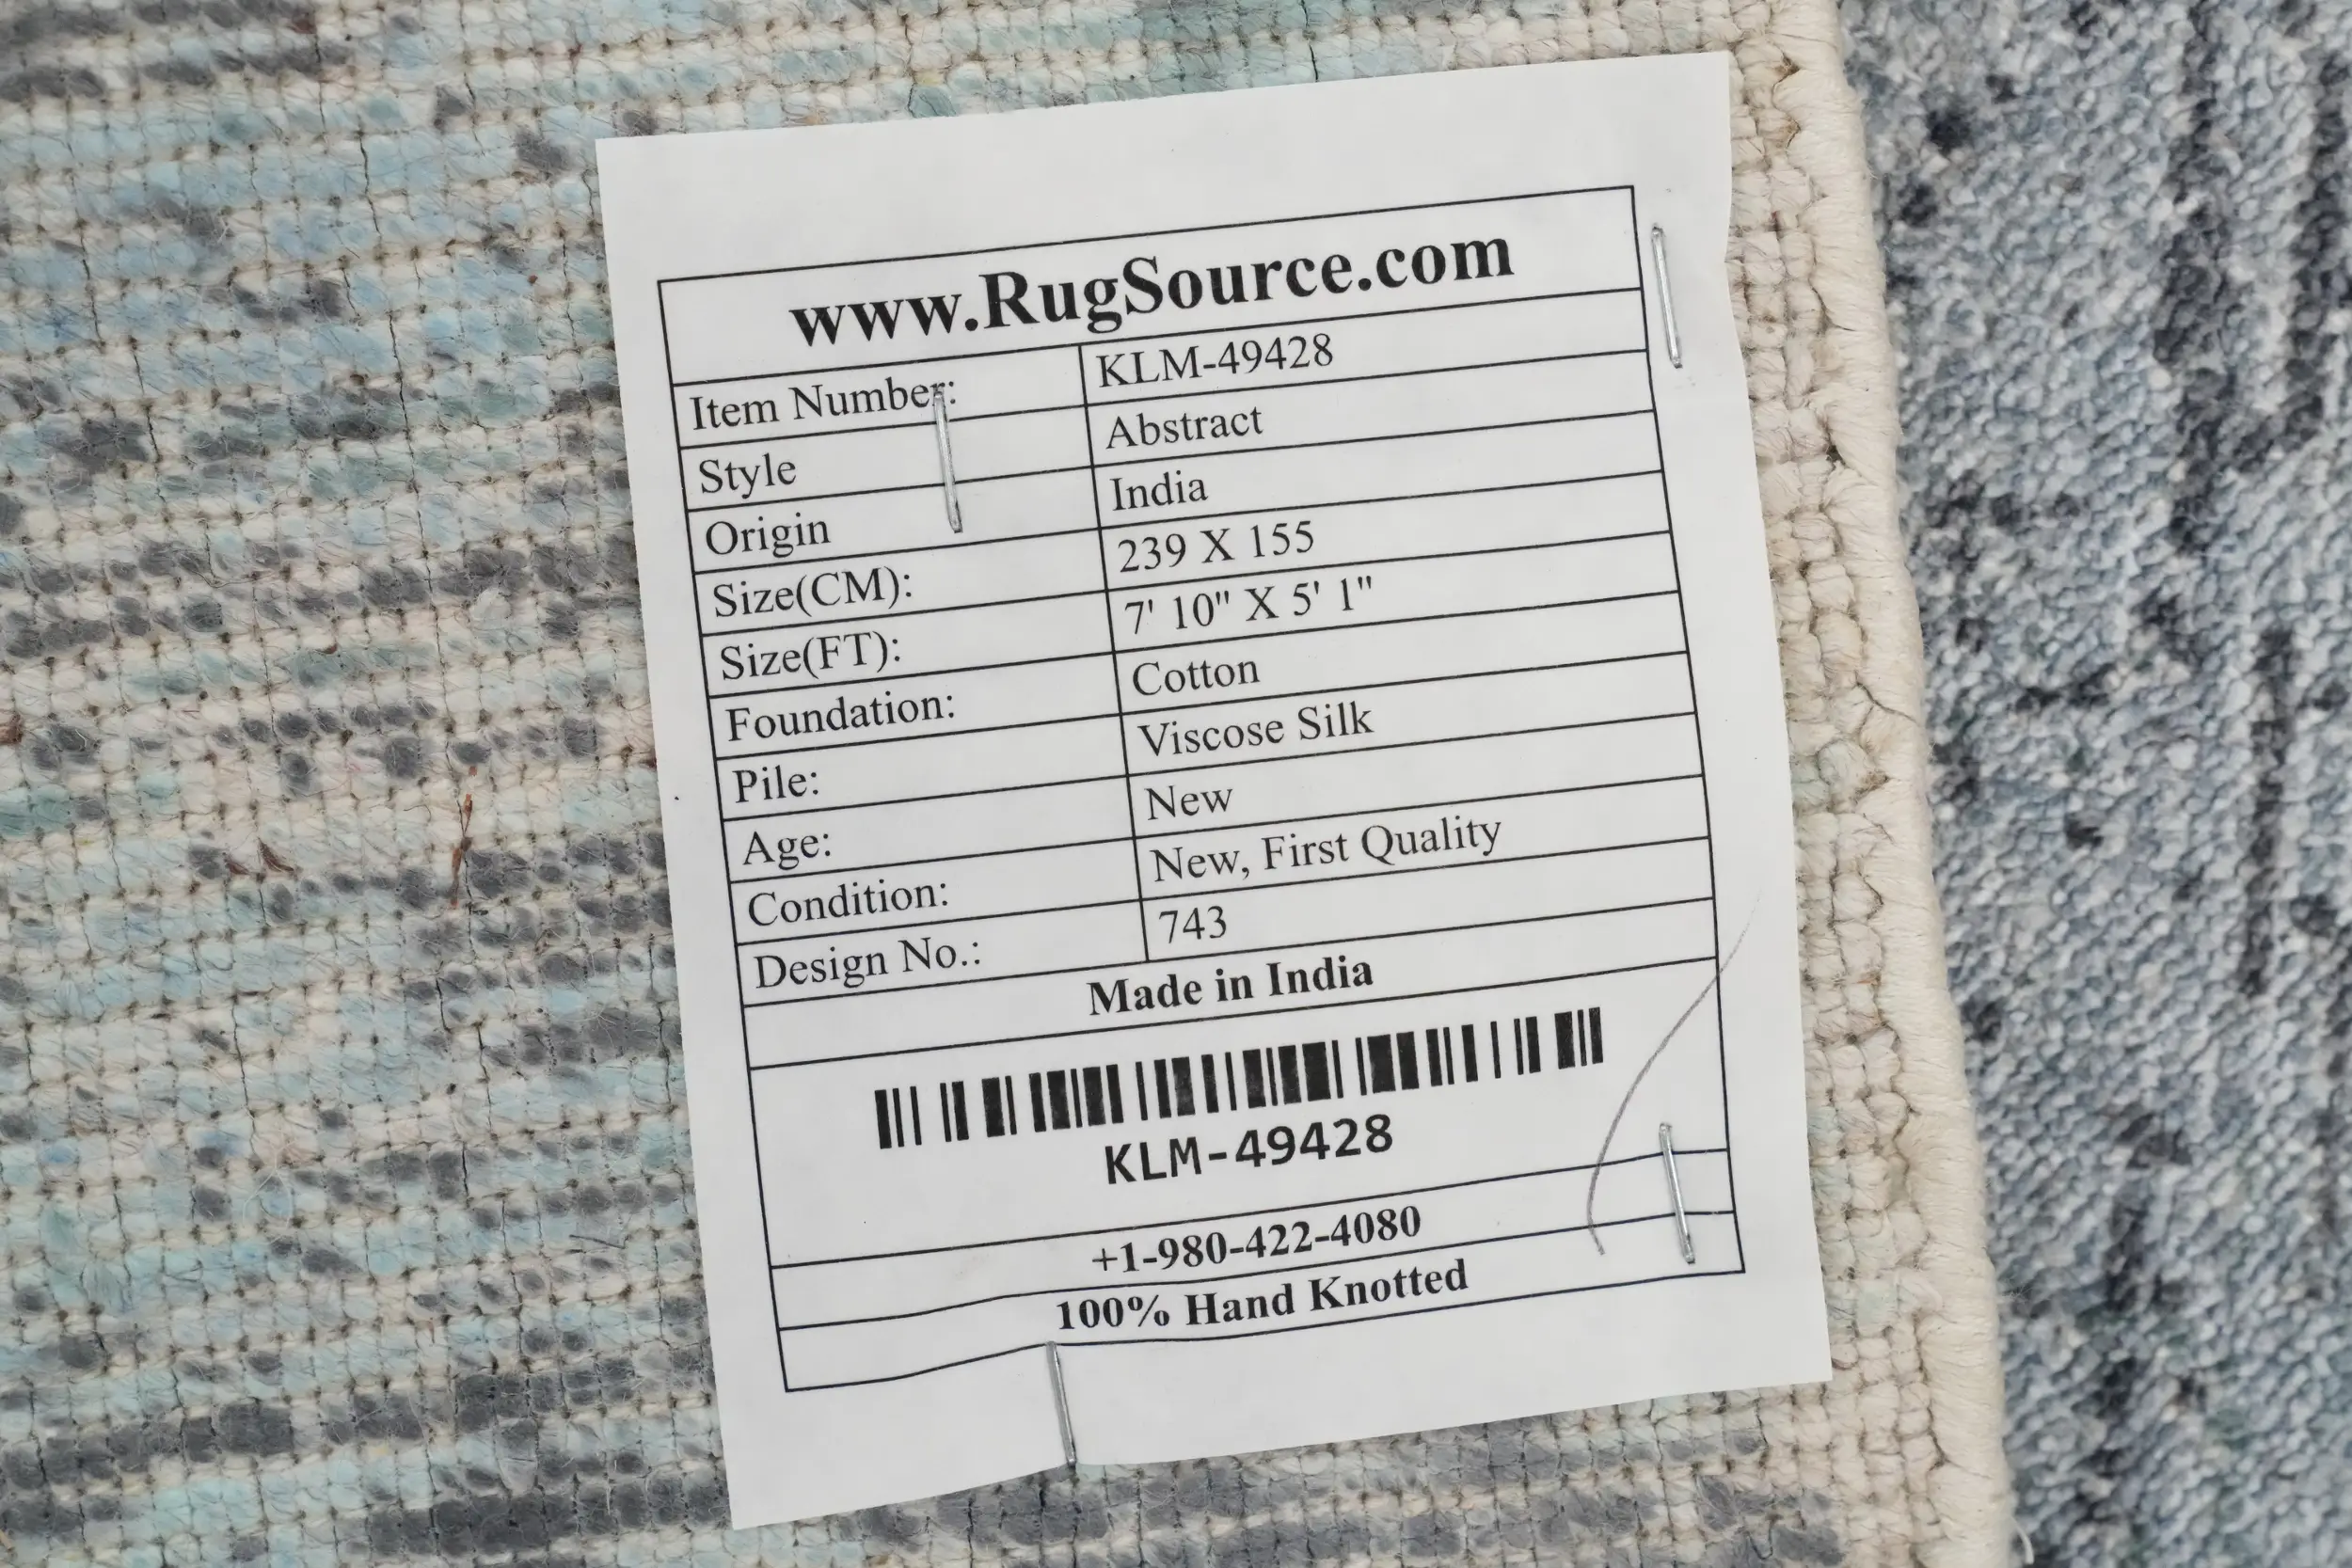 www.RugSource.com
Item Number: KLM-49428
Style Abstract
Origin India
Size(CM): 239 X 155
Size(FT): 7' 10" X 5' 1"
Foundation: Cotton
Pile: Viscose Silk
Age: New
Condition: New, First Quality
Design No.: 743
Made in India
KLM-49428
+1-980-422-4080
100% Hand Knotted